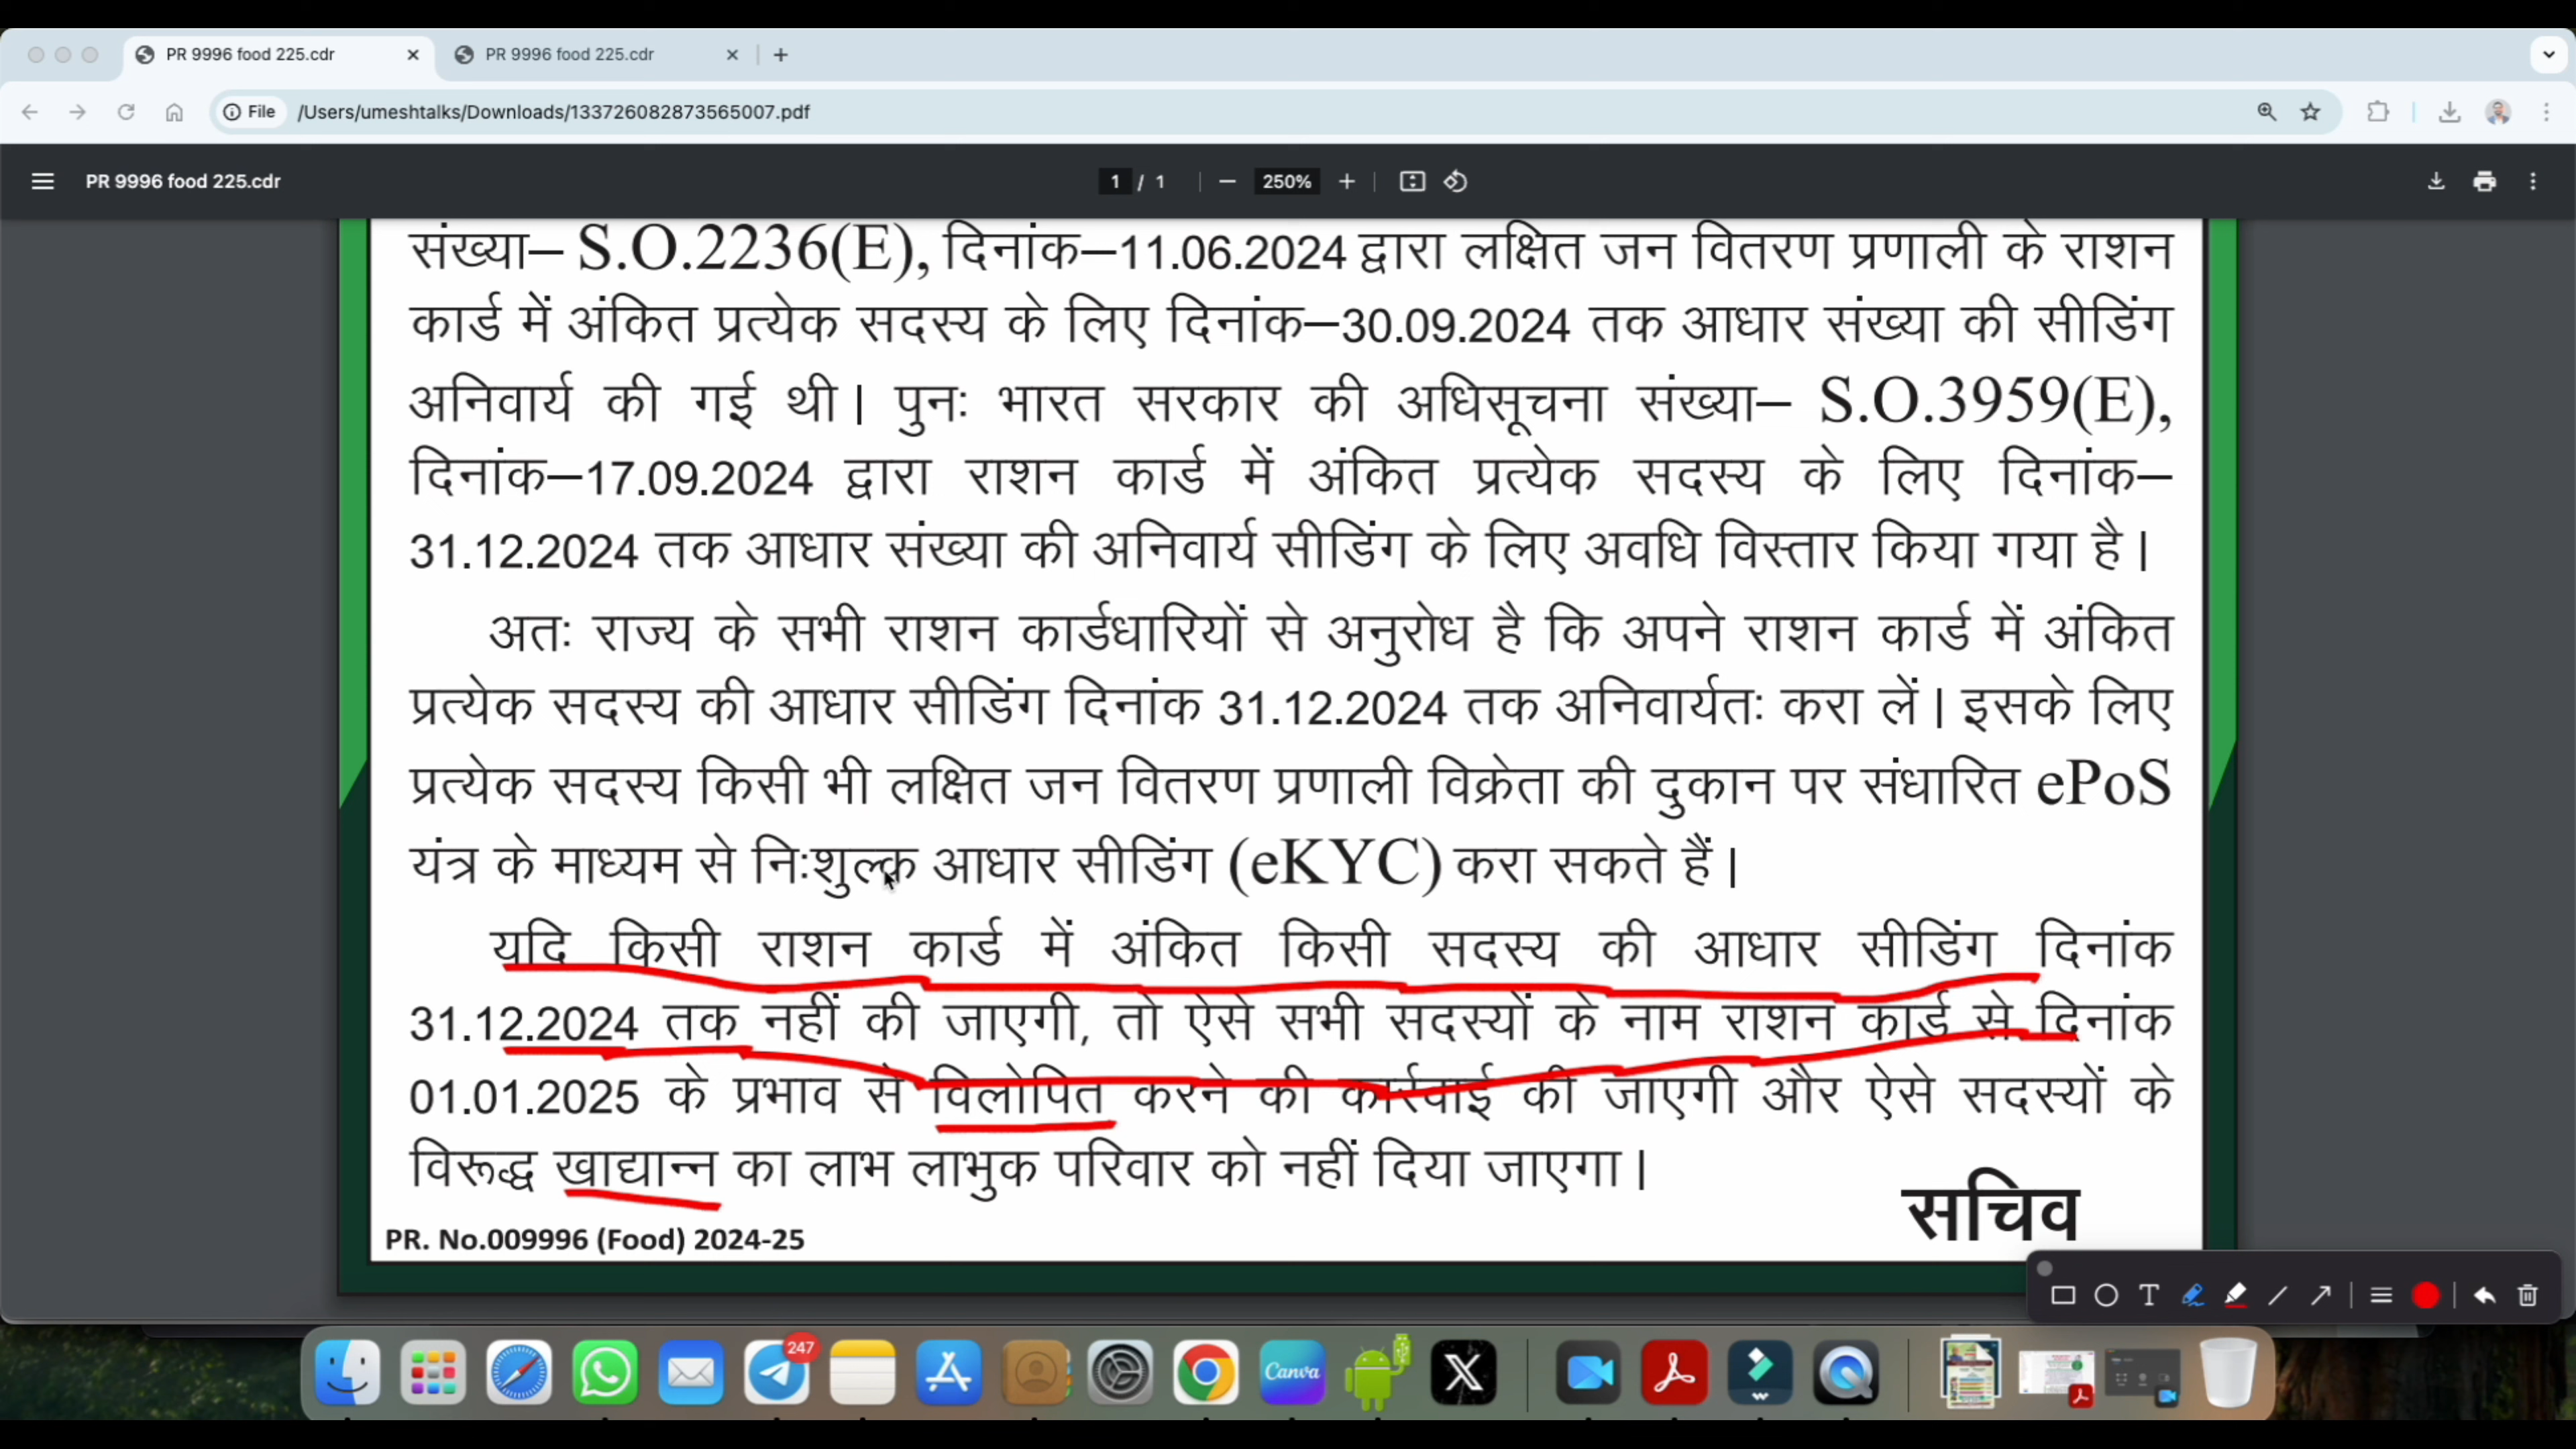 PR 9996 food 225.cdr
PR 9996 food 225.cdr
File /Users/umeshtalks/Downloads/133726082873565007.pdf
PR 9996 food 225.cdr
1 / 1
250%
संख्या– S.O.2236(E), दिनांक–11.06.2024 द्वारा लक्षित जन वितरण प्रणाली के राशन
कार्ड में अंकित प्रत्येक सदस्य के लिए दिनांक–30.09.2024 तक आधार संख्या की सीडिंग
अनिवार्य की गई थी। पुनः भारत सरकार की अधिसूचना संख्या– S.O.3959(E),
दिनांक–17.09.2024 द्वारा राशन कार्ड में अंकित प्रत्येक सदस्य के लिए दिनांक–
31.12.2024 तक आधार संख्या की अनिवार्य सीडिंग के लिए अवधि विस्तार किया गया है।
अतः राज्य के सभी राशन कार्डधारियों से अनुरोध है कि अपने राशन कार्ड में अंकित
प्रत्येक सदस्य की आधार सीडिंग दिनांक 31.12.2024 तक अनिवार्यतः करा लें। इसके लिए
प्रत्येक सदस्य किसी भी लक्षित जन वितरण प्रणाली विक्रेता की दुकान पर संधारित ePoS
यंत्र के माध्यम से निःशुल्क आधार सीडिंग (eKYC) करा सकते हैं।
यदि किसी राशन कार्ड में अंकित किसी सदस्य की आधार सीडिंग दिनांक
31.12.2024 तक नहीं की जाएगी, तो ऐसे सभी सदस्यों के नाम राशन कार्ड से दिनांक
01.01.2025 के प्रभाव से विलोपित करने की कार्रवाई की जाएगी और ऐसे सदस्यों के
विरूद्ध खाद्यान्न का लाभ लाभुक परिवार को नहीं दिया जाएगा।
सचिव
PR. No.009996 (Food) 2024-25
T
247
Canva